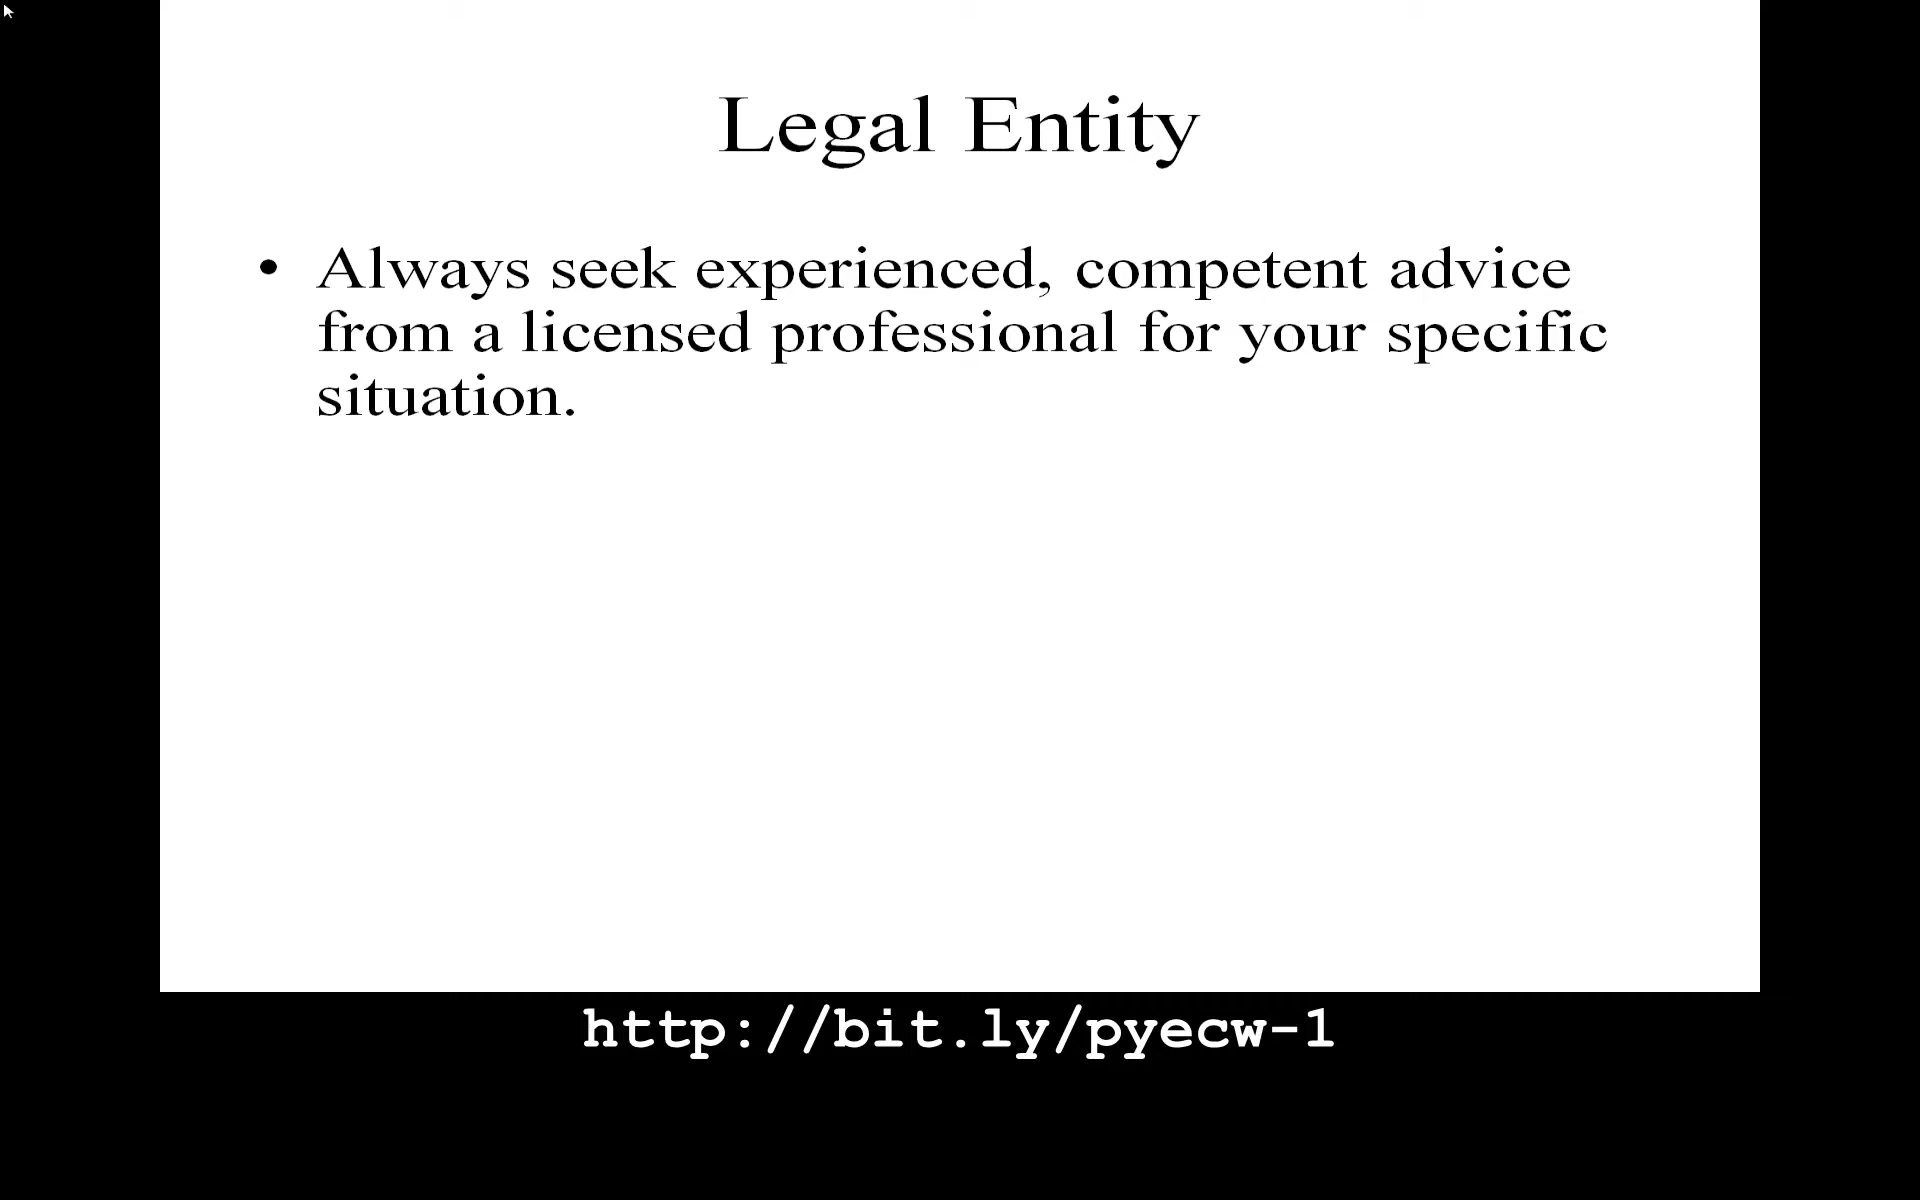 Legal Entity
• Always seek experienced, competent advice
from a licensed professional for your specific
situation.
http://bit.ly/pyecw-1